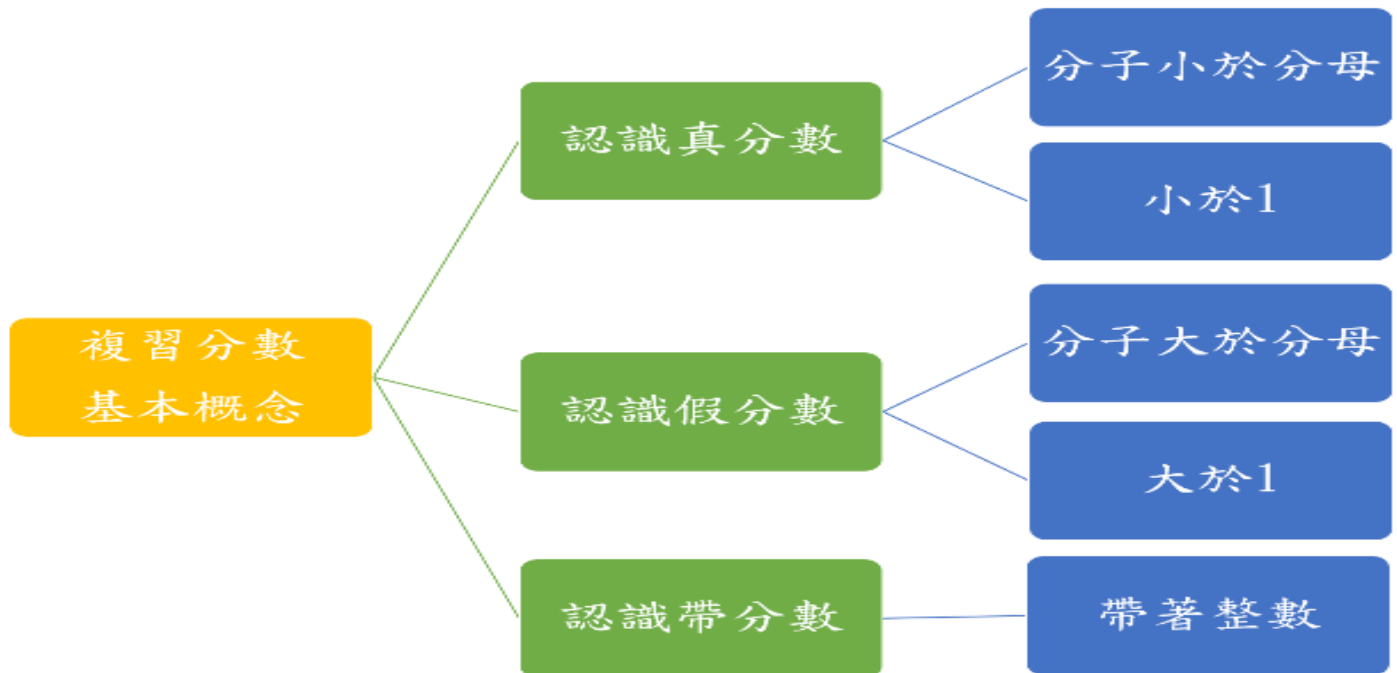 複習分數
基本概念
認識真分數
分子小於分母
小於1
認識假分數
分子大於分母
大於1
認識帶分數
帶著整數